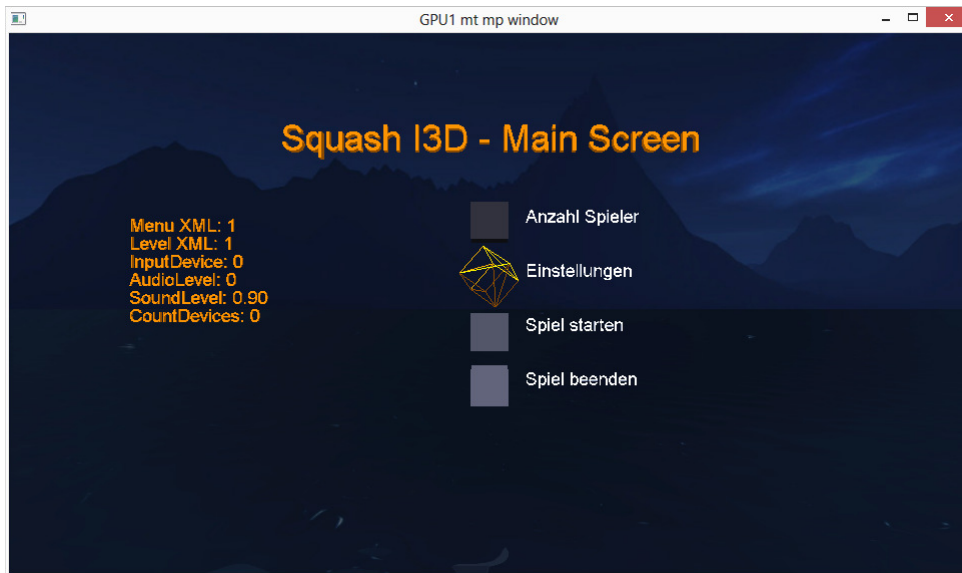 GPU1 mt mp window
Squash I3D - Main Screen
Menu XML: 1
Level XML: 1
InputDevice: 0
AudioLevel: 0
SoundLevel: 0.90
CountDevices: 0
Anzahl Spieler
Einstellungen
Spiel starten
Spiel beenden